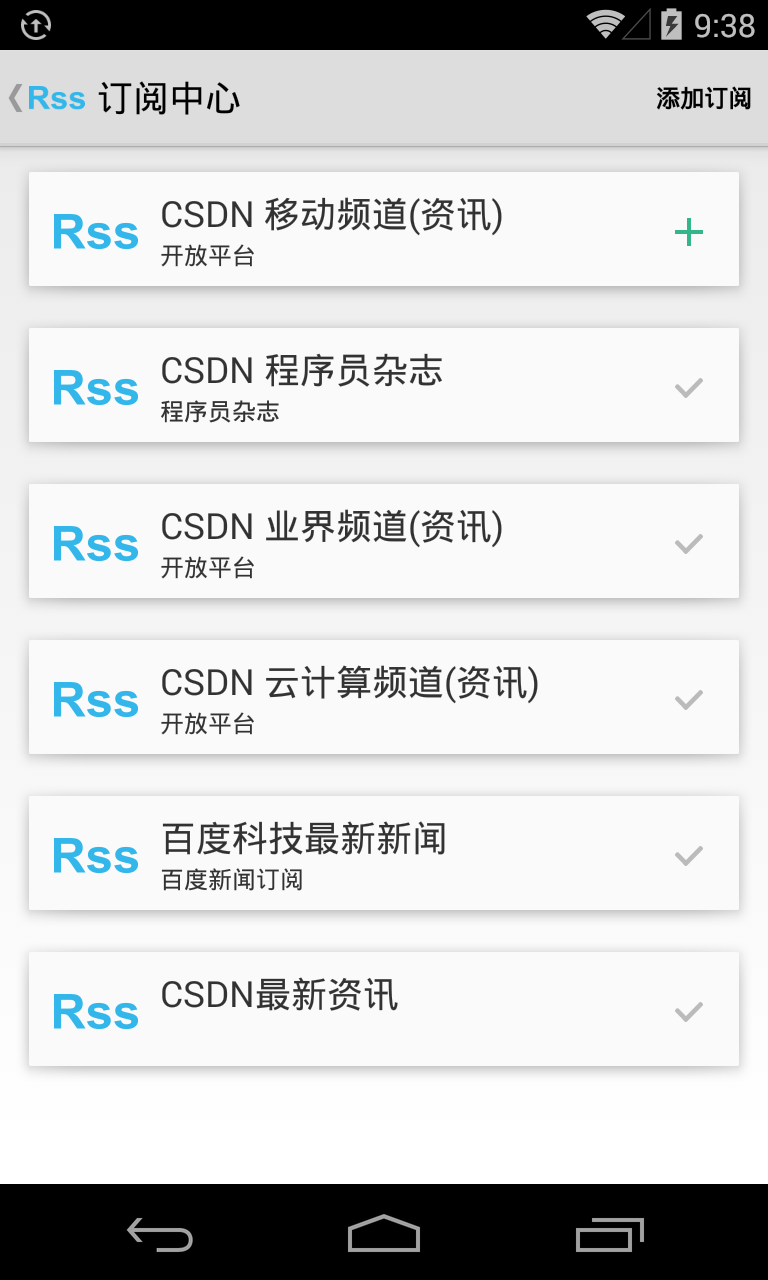 9:38
Rss 订阅中心 添加订阅
Rss CSDN 移动频道(资讯)
开放平台
Rss CSDN 程序员杂志
程序员杂志
Rss CSDN 业界频道(资讯)
开放平台
Rss CSDN 云计算频道(资讯)
开放平台
Rss 百度科技最新新闻
百度新闻订阅
Rss CSDN最新资讯